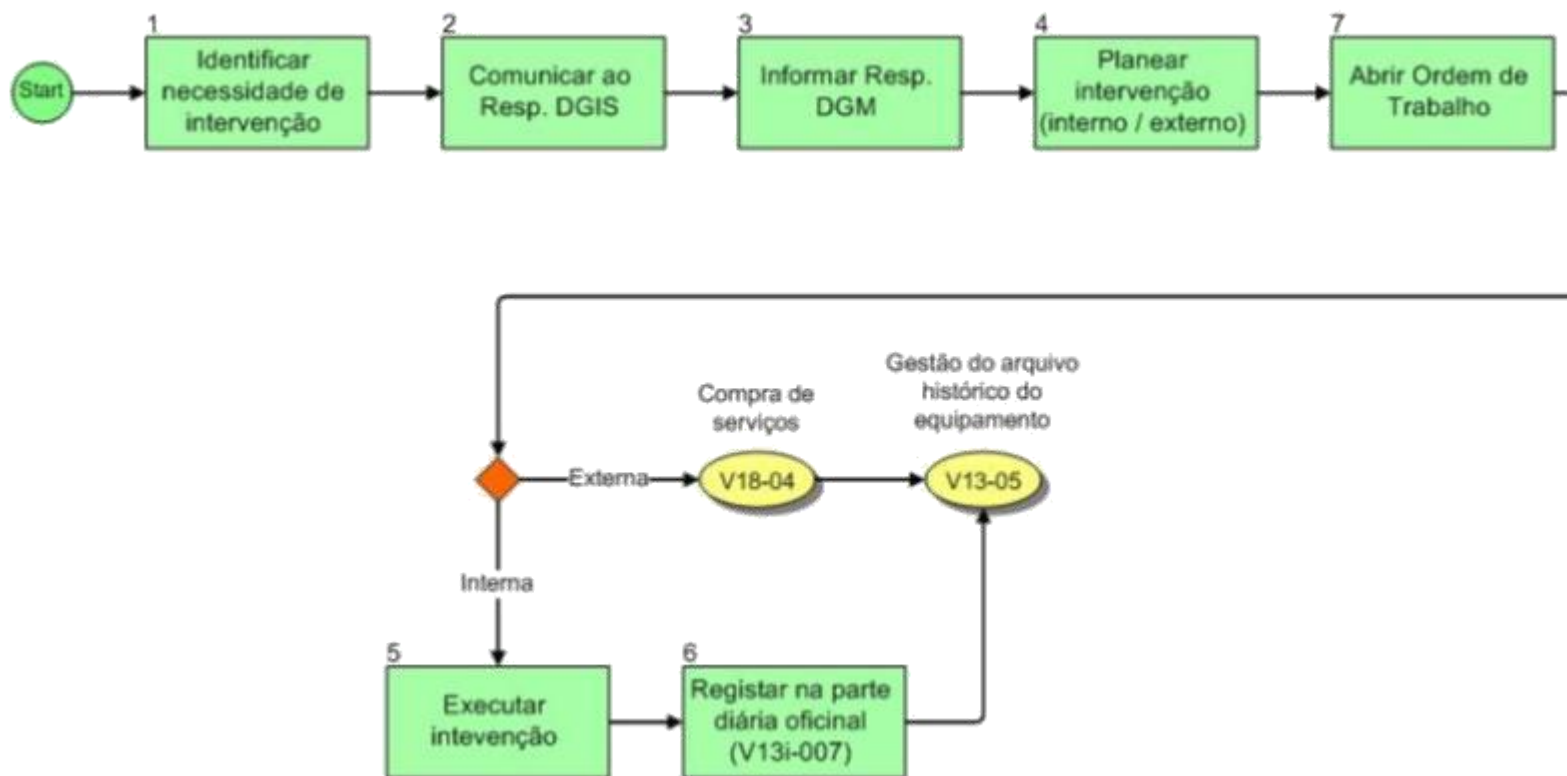 1
2
3
4
7
Start
Identificar
necessidade de
intervenção
Comunicar ao
Resp. DGIS
Informar Resp.
DGM
Planear
intervenção
(interno / externo)
Abrir Ordem de
Trabalho
Compra de
serviços
Gestão do arquivo
histórico do
equipamento
Externa
V18-04
V13-05
Interna
5
6
Executar
intevenção
Registar na parte
diária oficinal
(V13i-007)